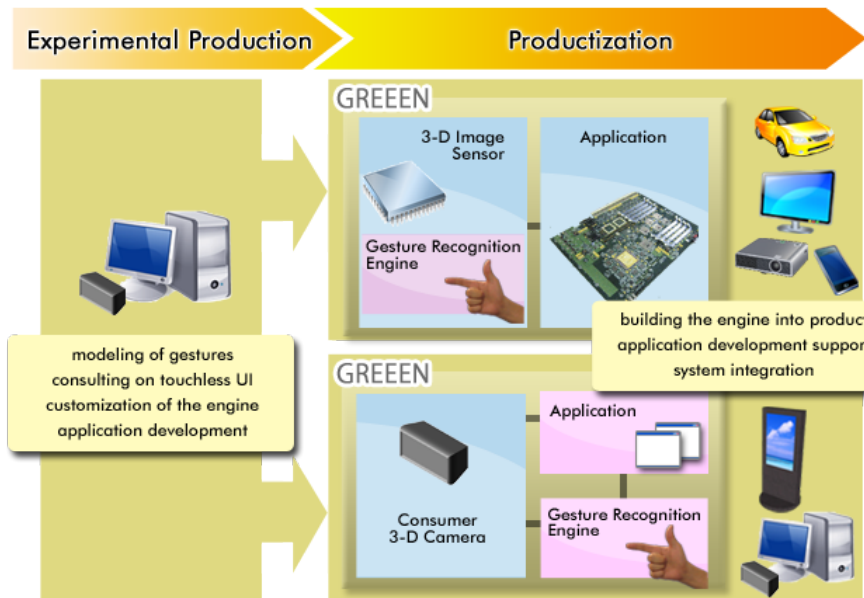 Experimental Production
Productization
modeling of gestures
consulting on touchless UI
customization of the engine
application development
GREEEN
3-D Image
Sensor
Gesture Recognition
Engine
Application
building the engine into product
application development support
system integration
GREEEN
Consumer
3-D Camera
Application
Gesture Recognition
Engine